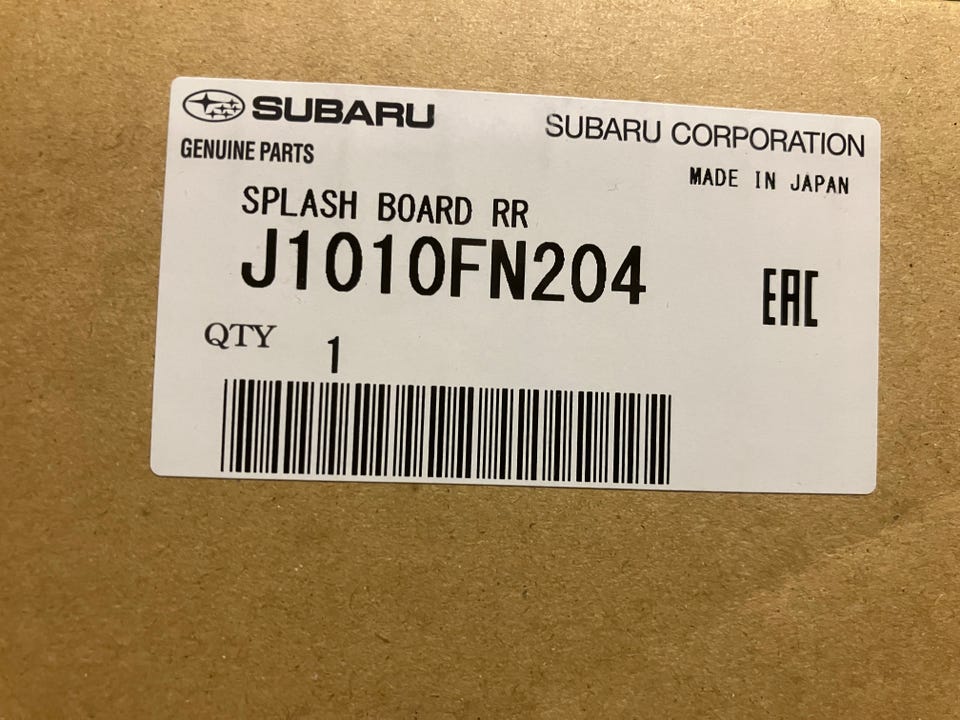 SUBARU
SUBARU CORPORATION
GENUINE PARTS
MADE IN JAPAN
SPLASH BOARD RR
J1010FN204
EAC
QTY 1